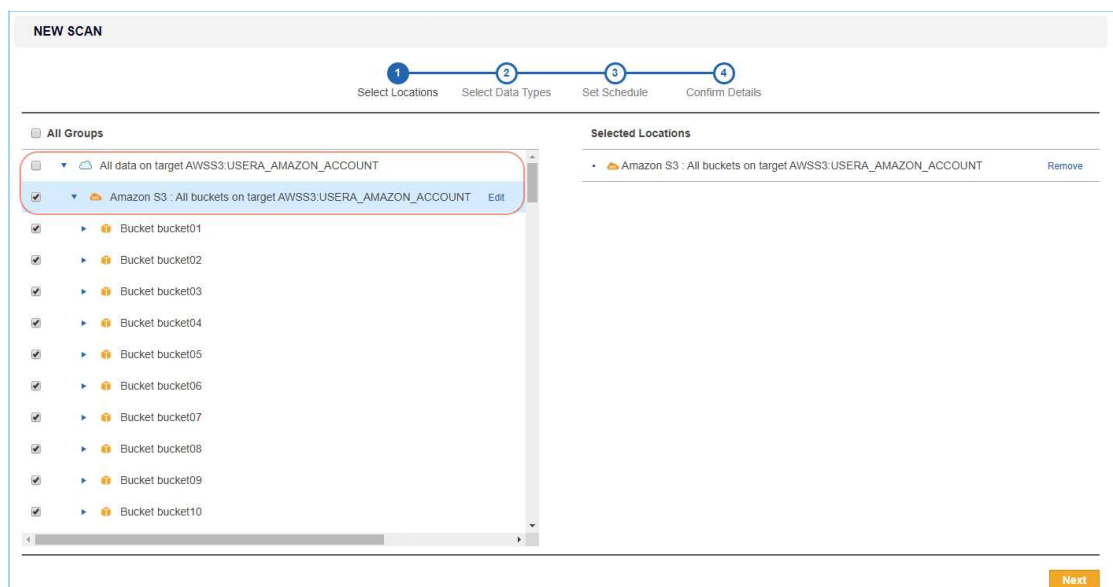 NEW SCAN
1 2 3 4
Select Locations Select Data Types Set Schedule Confirm Details
All Groups
All data on target AWSS3:USERA_AMAZON_ACCOUNT
Amazon S3 : All buckets on target AWSS3:USERA_AMAZON_ACCOUNT Edit
Bucket bucket01
Bucket bucket02
Bucket bucket03
Bucket bucket04
Bucket bucket05
Bucket bucket06
Bucket bucket07
Bucket bucket08
Bucket bucket09
Bucket bucket10
Selected Locations
Amazon S3 : All buckets on target AWSS3:USERA_AMAZON_ACCOUNT Remove
Next